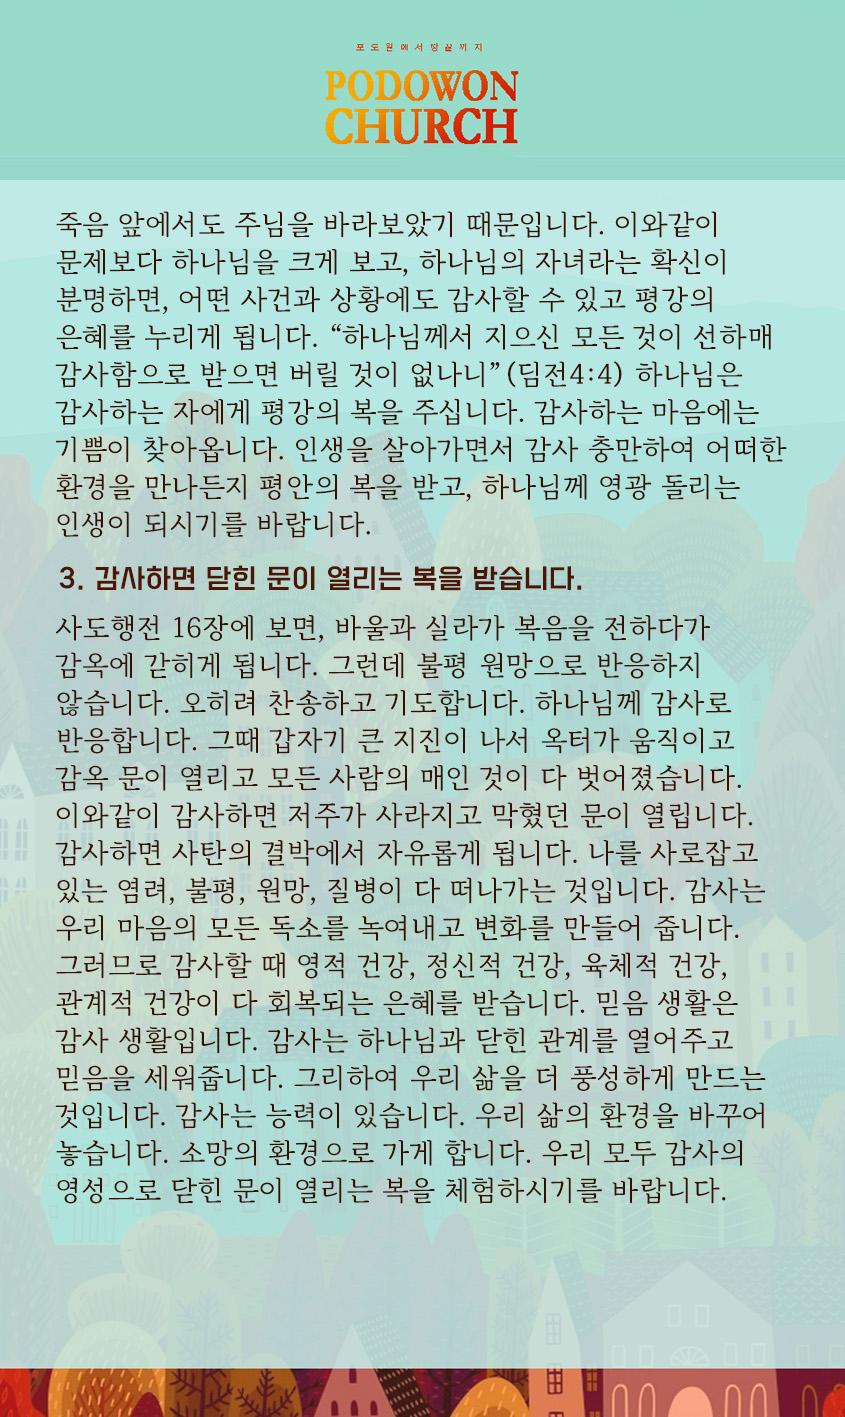 포도원에서땅끝까지
PODOWON
CHURCH
죽음 앞에서도 주님을 바라보았기 때문입니다. 이와같이
문제보다 하나님을 크게 보고, 하나님의 자녀라는 확신이
분명하면, 어떤 사건과 상황에도 감사할 수 있고 평강의
은혜를 누리게 됩니다. “하나님께서 지으신 모든 것이 선하매
감사함으로 받으면 버릴 것이 없나니” (딤전4:4) 하나님은
감사하는 자에게 평강의 복을 주십니다. 감사하는 마음에는
기쁨이 찾아옵니다. 인생을 살아가면서 감사 충만하여 어떠한
환경을 만나든지 평안의 복을 받고, 하나님께 영광 돌리는
인생이 되시기를 바랍니다.
3. 감사하면 닫힌 문이 열리는 복을 받습니다.
사도행전 16장에 보면, 바울과 실라가 복음을 전하다가
감옥에 갇히게 됩니다. 그런데 불평 원망으로 반응하지
않습니다. 오히려 찬송하고 기도합니다. 하나님께 감사로
반응합니다. 그때 갑자기 큰 지진이 나서 옥터가 움직이고
감옥 문이 열리고 모든 사람의 매인 것이 다 벗어졌습니다.
이와같이 감사하면 저주가 사라지고 막혔던 문이 열립니다.
감사하면 사탄의 결박에서 자유롭게 됩니다. 나를 사로잡고
있는 염려, 불평, 원망, 질병이 다 떠나가는 것입니다. 감사는
우리 마음의 모든 독소를 녹여내고 변화를 만들어 줍니다.
그러므로 감사할 때 영적 건강, 정신적 건강, 육체적 건강,
관계적 건강이 다 회복되는 은혜를 받습니다. 믿음 생활은
감사 생활입니다. 감사는 하나님과 닫힌 관계를 열어주고
믿음을 세워줍니다. 그리하여 우리 삶을 더 풍성하게 만드는
것입니다. 감사는 능력이 있습니다. 우리 삶의 환경을 바꾸어
놓습니다. 소망의 환경으로 가게 합니다. 우리 모두 감사의
영성으로 닫힌 문이 열리는 복을 체험하시기를 바랍니다.